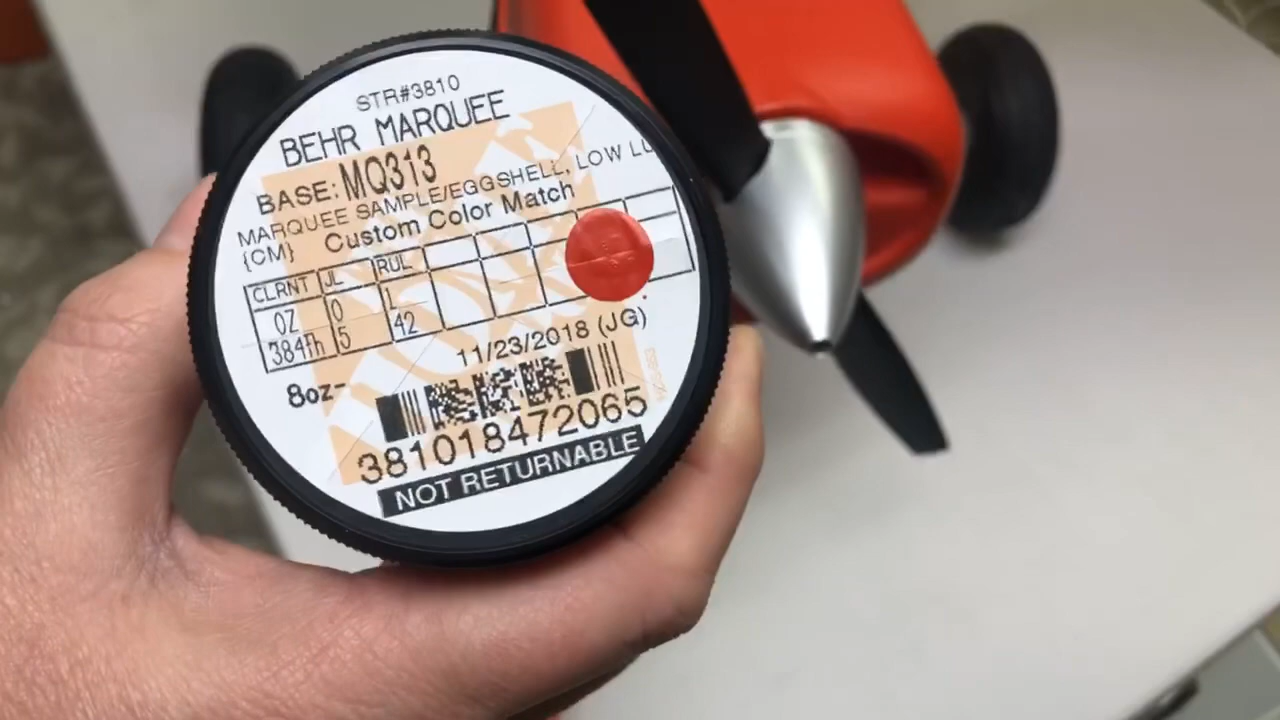 STR#3810
BEHR MARQUEE
BASE: MQ313
MARQUEE SAMPLE/EGGSHELL, LOW LU
{CM} Custom Color Match
CLRNT JL RUL
OZ 0 L
384th 5 42
11/23/2018 (JG)
8oz-
381018472065
NOT RETURNABLE